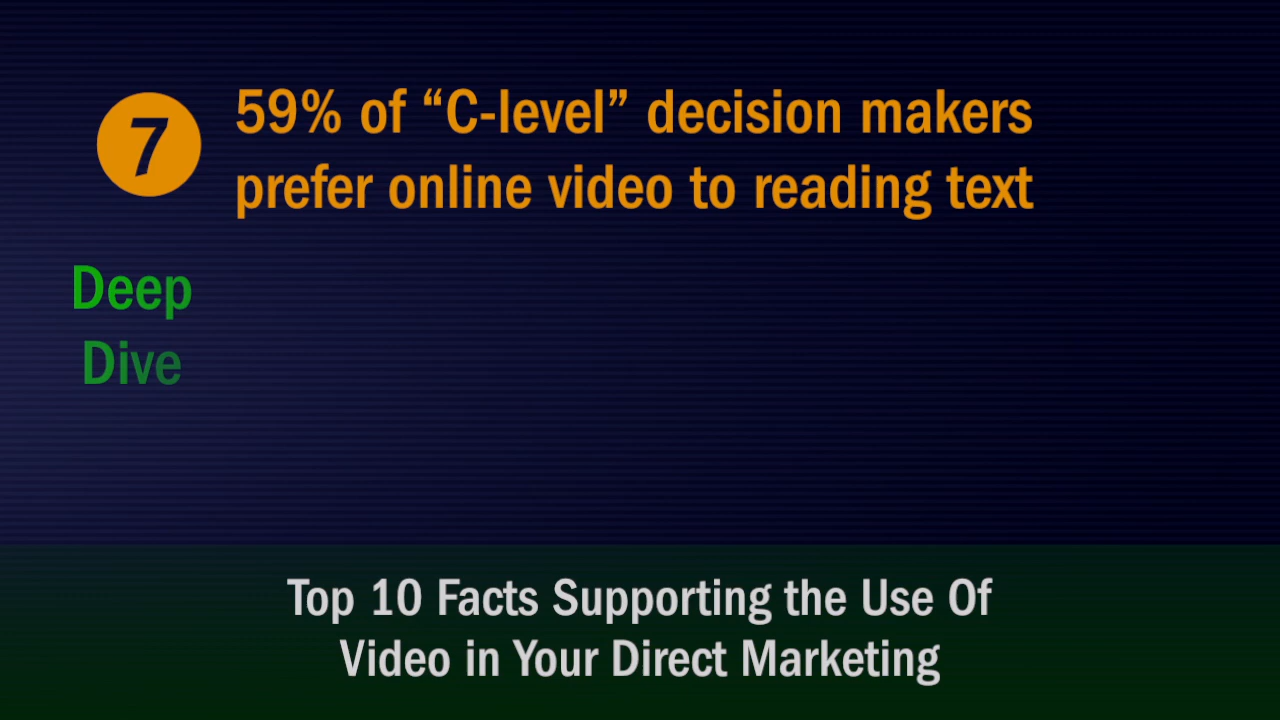 7
59% of “C-level” decision makers
prefer online video to reading text
Deep
Dive
Top 10 Facts Supporting the Use Of
Video in Your Direct Marketing